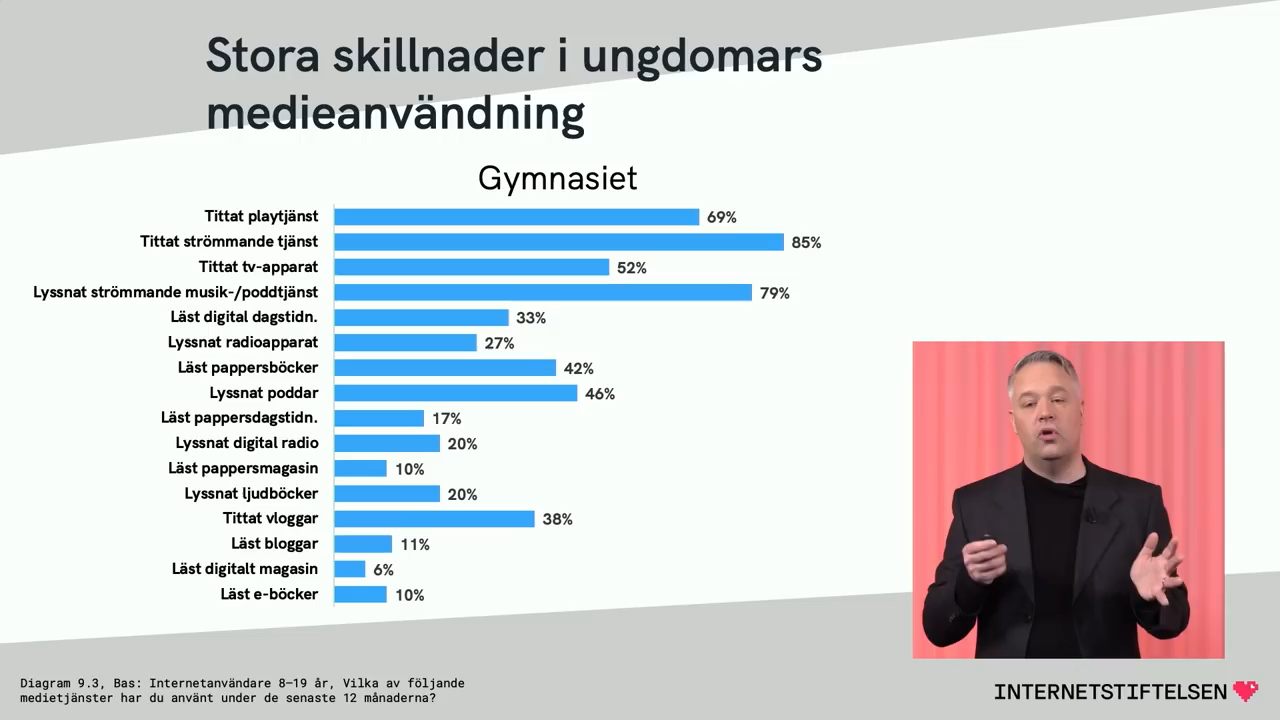 Stora skillnader i ungdomars
medieanvändning
Gymnasiet
Tittat playtjänst 69%
Tittat strömmande tjänst 85%
Tittat tv-apparat 52%
Lyssnat strömmande musik-/poddtjänst 79%
Läst digital dagstidn. 33%
Lyssnat radioapparat 27%
Läst pappersböcker 42%
Lyssnat poddar 46%
Läst pappersdagstidn. 17%
Lyssnat digital radio 20%
Läst pappersmagasin 10%
Lyssnat ljudböcker 20%
Tittat vloggar 38%
Läst bloggar 11%
Läst digitalt magasin 6%
Läst e-böcker 10%
Diagram 9.3, Bas: Internetanvändare 8–19 år, Vilka av följande
medietjänster har du använt under de senaste 12 månaderna?
INTERNETSTIFTELSEN